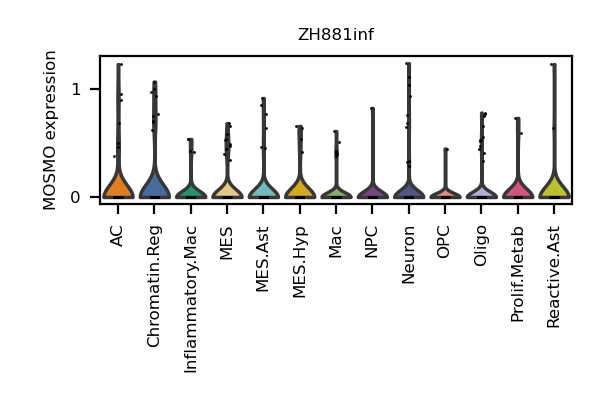 ZH881inf
MOSMO expression
1
0
AC
Chromatin.Reg
Inflammatory.Mac
MES
MES.Ast
MES.Hyp
Mac
NPC
Neuron
OPC
Oligo
Prolif.Metab
Reactive.Ast